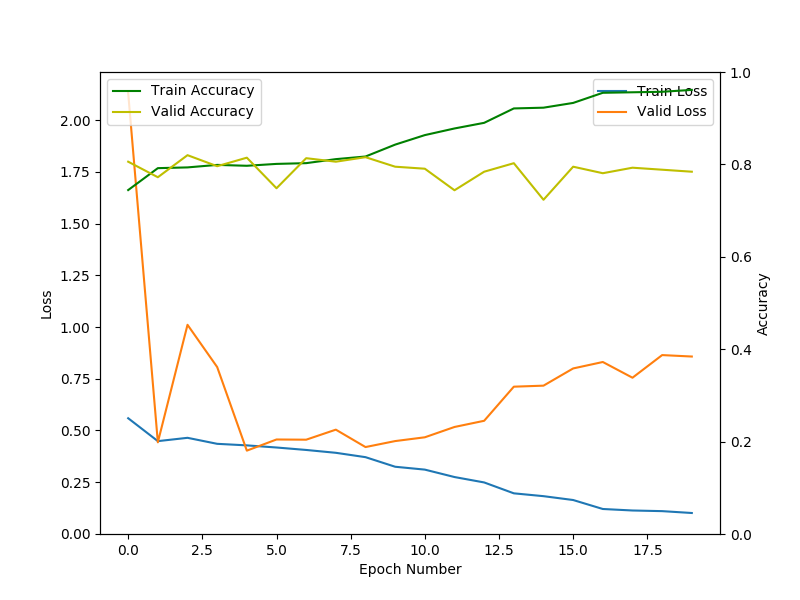 Train Accuracy
Valid Accuracy
Train Loss
Valid Loss
2.00
1.75
1.50
1.25
1.00
0.75
0.50
0.25
0.00
Loss
1.0
0.8
0.6
0.4
0.2
0.0
Accuracy
0.0 2.5 5.0 7.5 10.0 12.5 15.0 17.5
Epoch Number